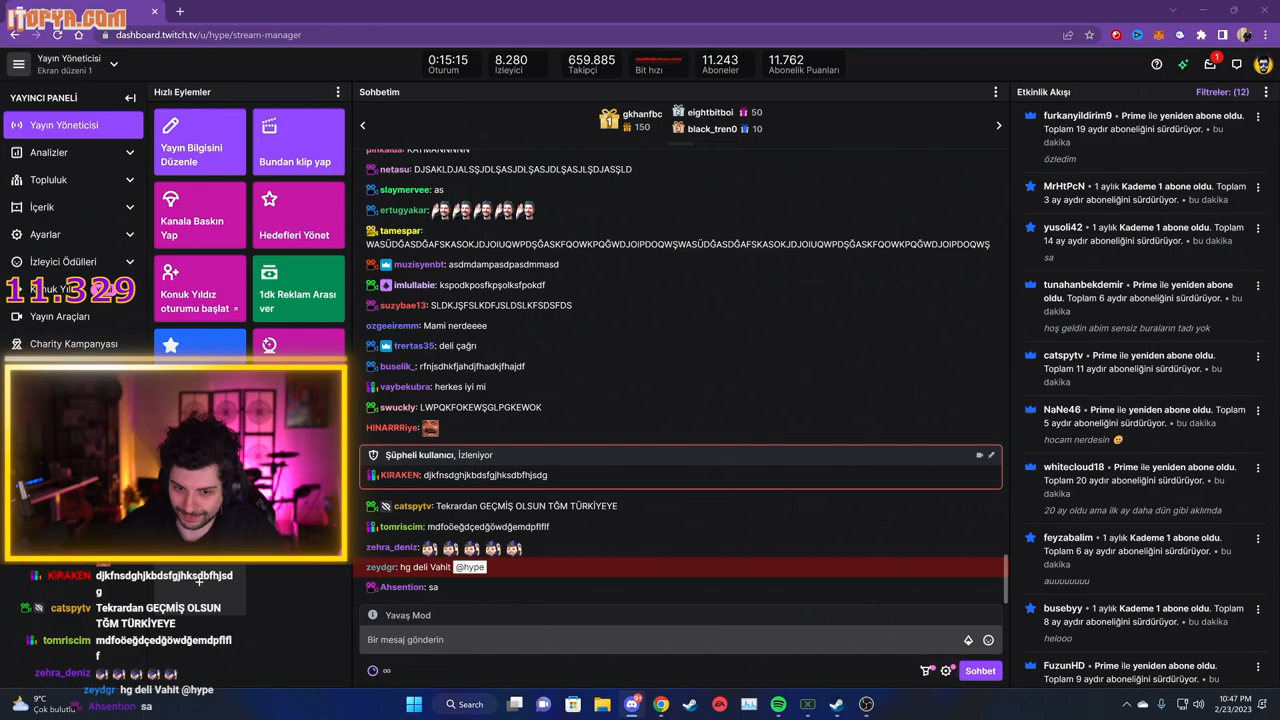 iTOPYA.COM
dashboard.twitch.tv/u/hype/stream-manager
Yayın Yöneticisi
Ekran düzeni 1
0:15:15
Oturum
8.280
İzleyici
659.885
Takipçi
Bit hızı
11.243
Aboneler
11.762
Abonelik Puanları
1
YAYINCI PANELİ
Yayın Yöneticisi
Analizler
Topluluk
İçerik
Ayarlar
İzleyici Ödülleri
11.329
Yayın Araçları
Charity Kampanyası
Hızlı Eylemler
Yayın Bilgisini
Düzenle
Bundan klip yap
Kanala Baskın
Yap
Hedefleri Yönet
Konuk Yıldız
oturumu başlat
1dk Reklam Arası
ver
Sohbetim
1
gkhanfbc
150
2 eightbitboi 50
3 black_tren0 10
netasu: DJSAKLDJALSŞJDLŞASJDLŞASJDLŞASJLŞDJASŞLD
slaymervee: as
ertugyakar:
tamespar:
WASÜDĞASDĞAFSKASOKJDJOIUQWPDŞĞASKFQOWKPQĞWDJOIPDOQWŞWASÜDĞASDĞAFSKASOKJDJOIUQWPDŞĞASKFQOWKPQĞWDJOIPDOQWŞ
muzisyenbt: asdmdampasdpasdmmasd
imlullabie: kspodkposfkpşolksfpokdf
suzybae13: SLDKJŞFSLKDFJSLDSLKFSDSFDS
ozgeeiremm: Mami nerdeeee
trertas35: deli çağrı
buselik_: rfnjsdhkfjahdjfhadkjfhajdf
vaybekubra: herkes iyi mi
swuckly: LWPQKFOKEWŞGLPGKEWOK
HINARRRiye:
Şüpheli kullanıcı, İzleniyor
KIRAKEN: djkfnsdghjkbdsfgjhksdbfhjsdg
catspytv: Tekrardan GEÇMİŞ OLSUN TĞM TÜRKİYEYE
tomriscim: mdfoöeğdçedğöwdğemdpflflf
zehra_deniz:
zeydgr: hg deli Vahit @hype
Ahsention: sa
Yavaş Mod
Bir mesaj gönderin
Sohbet
Etkinlik Akışı
Filtreler: (12)
furkanyildirim9 • Prime ile yeniden abone oldu.
Toplam 19 aydır aboneliğini sürdürüyor. • bu
dakika
özledim
MrHtPcN • 1 aylık Kademe 1 abone oldu. Toplam
3 ay aydır aboneliğini sürdürüyor. • bu dakika
yusoli42 • 1 aylık Kademe 1 abone oldu. Toplam
14 ay aydır aboneliğini sürdürüyor. • bu dakika
sa
tunahanbekdemir • Prime ile yeniden abone
oldu. Toplam 6 aydır aboneliğini sürdürüyor. • bu
dakika
hoş geldin abim sensiz buraların tadı yok
catspytv • Prime ile yeniden abone oldu.
Toplam 11 aydır aboneliğini sürdürüyor. • bu
dakika
NaNe46 • Prime ile yeniden abone oldu. Toplam
5 aydır aboneliğini sürdürüyor. • bu dakika
hocam nerdesin
whitecloud18 • Prime ile yeniden abone oldu.
Toplam 20 aydır aboneliğini sürdürüyor. • bu
dakika
20 ay oldu ama ilk ay daha dün gibi aklımda
feyzabalim • 1 aylık Kademe 1 abone oldu.
Toplam 6 ay aydır aboneliğini sürdürüyor. • bu
dakika
auuuuuuuu
busebyy • 1 aylık Kademe 1 abone oldu. Toplam
8 ay aydır aboneliğini sürdürüyor. • bu dakika
helooo
FuzunHD • Prime ile yeniden abone oldu.
Toplam 9 aydır aboneliğini sürdürüyor. • bu
KIRAKEN djkfnsdghjkbdsfgjhksdbfhjsd
g
catspytv Tekrardan GEÇMİŞ OLSUN
TĞM TÜRKİYEYE
tomriscim mdfoöeğdçedğöwdğemdpflfl
f
zehra_deniz
zeydgr hg deli Vahit @hype
Ahsention sa
9°C
Çok bulutlu
Search
10:47 PM
2/23/2023